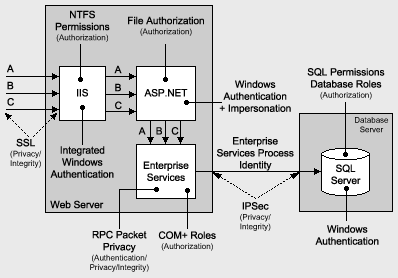 NTFS
Permissions
(Authorization)
File Authorization
(Authorization)
A
B
C
IIS
A
B
C
ASP.NET
Windows
Authentication
+ Impersonation
SQL Permissions
Database Roles
(Authorization)
SSL
(Privacy/
Integrity)
Integrated
Windows
Authentication
A B C
Enterprise
Services
Enterprise
Services Process
Identity
Database
Server
SQL
Server
Web Server
IPSec
(Privacy/
Integrity)
RPC Packet
Privacy
(Authentication/
Privacy/Integrity)
COM+ Roles
(Authorization)
Windows
Authentication